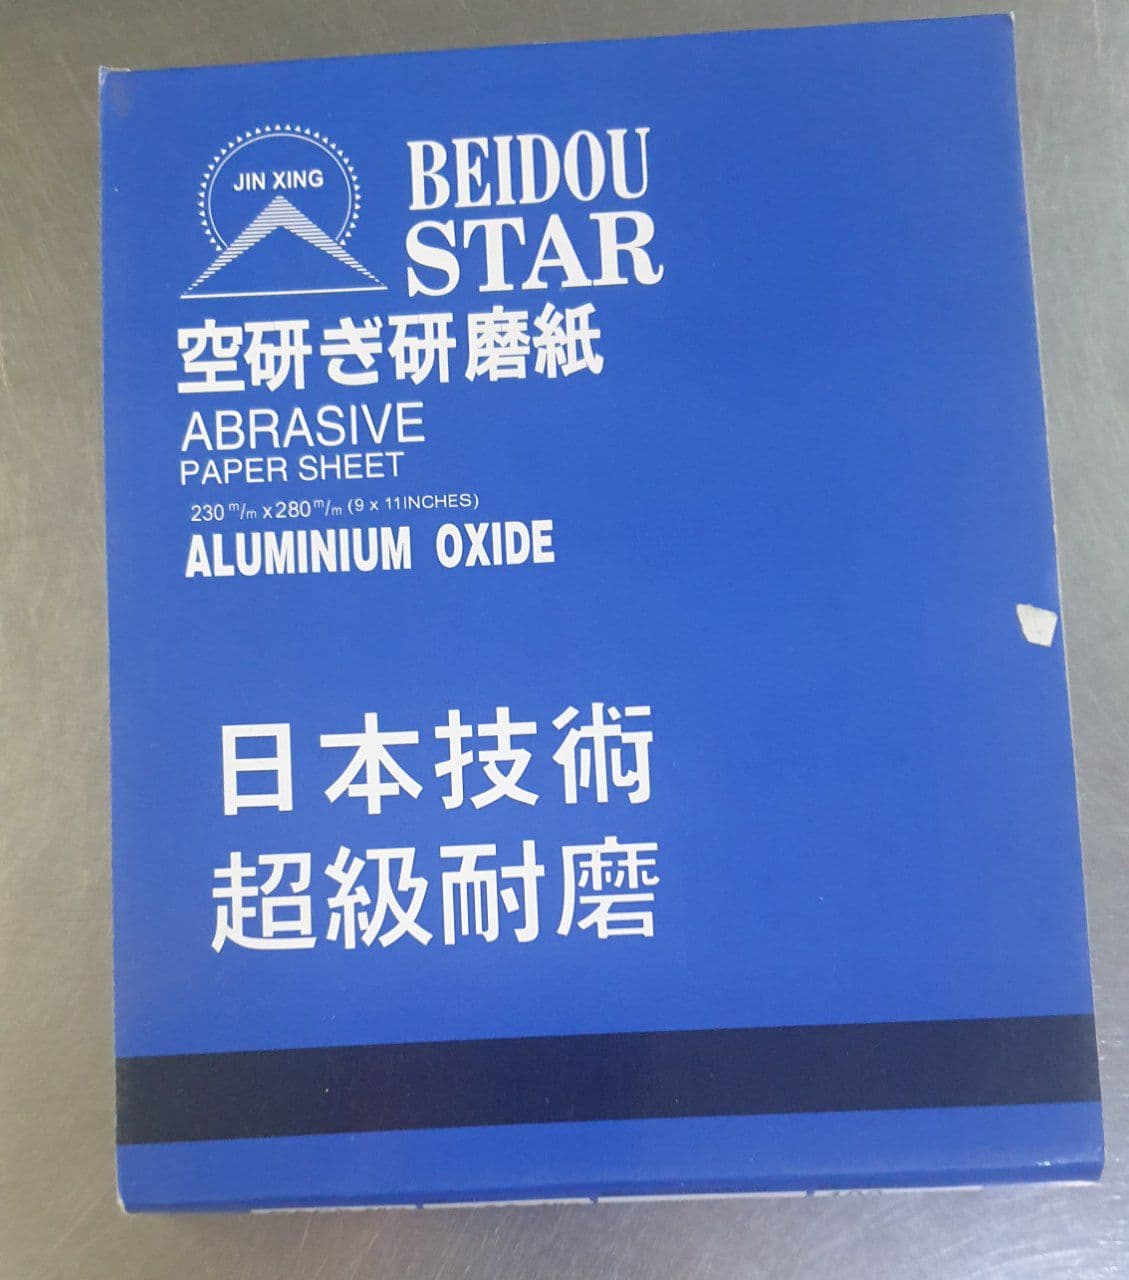 JIN XING
BEIDOU
STAR
空研ぎ研磨紙
ABRASIVE
PAPER SHEET
230 m/m x 280 m/m (9 x 11INCHES)
ALUMINIUM OXIDE
日本技術
超級耐磨